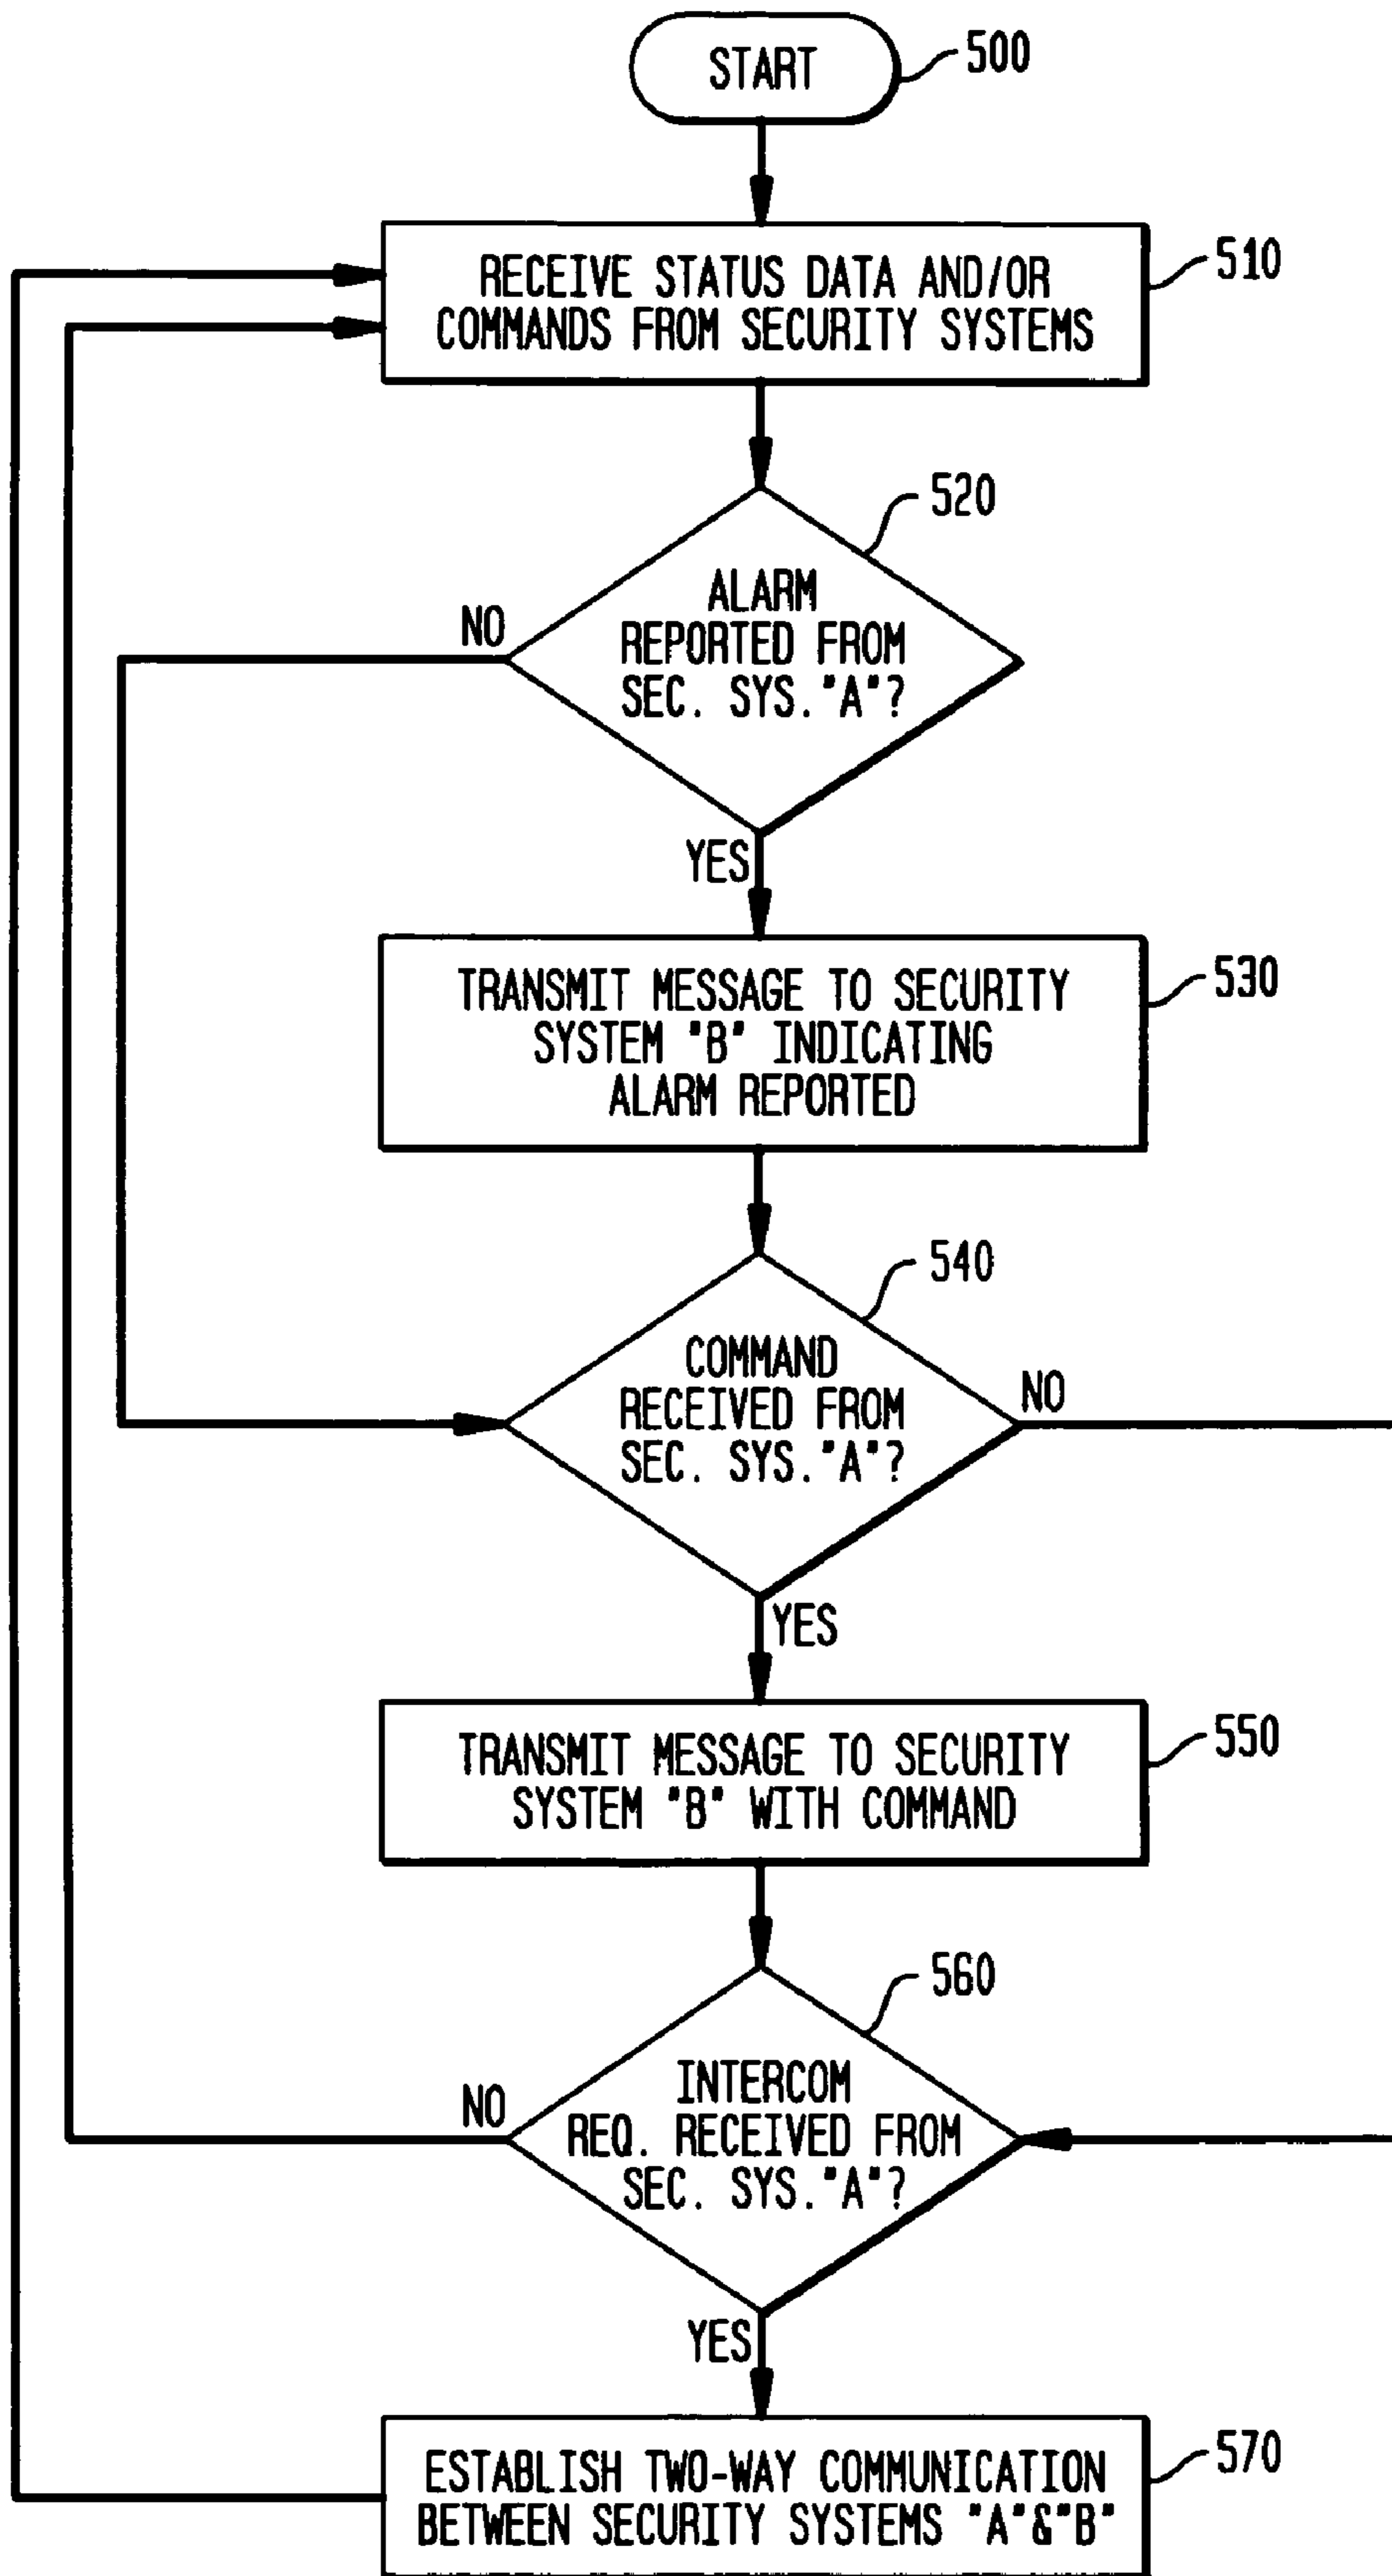 START
500
RECEIVE STATUS DATA AND/OR
COMMANDS FROM SECURITY SYSTEMS
510
520
ALARM
REPORTED FROM
SEC. SYS. "A"?
NO
YES
TRANSMIT MESSAGE TO SECURITY
SYSTEM "B" INDICATING
ALARM REPORTED
530
540
COMMAND
RECEIVED FROM
SEC. SYS. "A"?
NO
YES
TRANSMIT MESSAGE TO SECURITY
SYSTEM "B" WITH COMMAND
550
560
INTERCOM
REQ. RECEIVED FROM
SEC. SYS. "A"?
NO
YES
ESTABLISH TWO-WAY COMMUNICATION
BETWEEN SECURITY SYSTEMS "A"&"B"
570